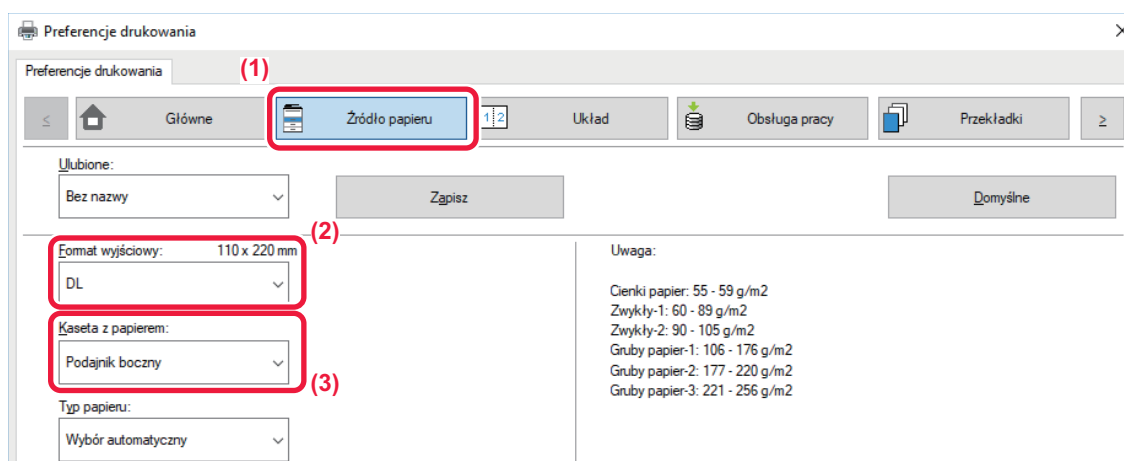 Preferencje drukowania
Preferencje drukowania
(1)
Główne
Źródło papieru
1 2
Układ
Obsługa pracy
Przekładki
Ulubione:
Bez nazwy
Zapisz
Domyślne
(2)
Format wyjściowy: 110 x 220 mm
DL
Kaseta z papierem:
Podajnik boczny
(3)
Typ papieru:
Wybór automatyczny
Uwaga:
Cienki papier: 55 - 59 g/m2
Zwykły-1: 60 - 89 g/m2
Zwykły-2: 90 - 105 g/m2
Gruby papier-1: 106 - 176 g/m2
Gruby papier-2: 177 - 220 g/m2
Gruby papier-3: 221 - 256 g/m2